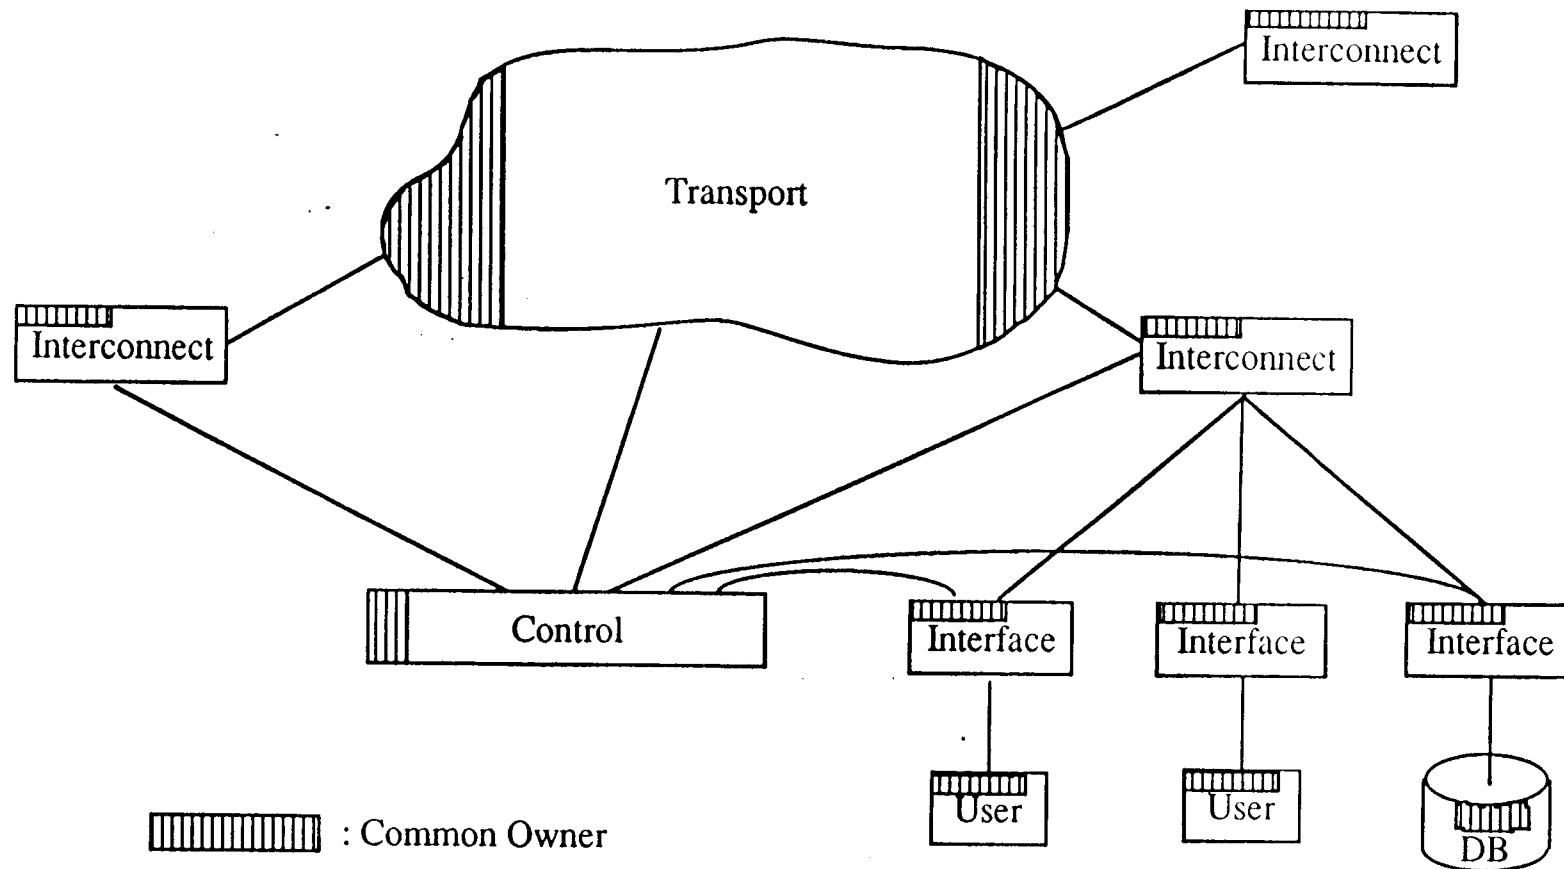 Interconnect
Transport
Interconnect
Interconnect
Control
Interface
Interface
Interface
User
User
DB
: Common Owner